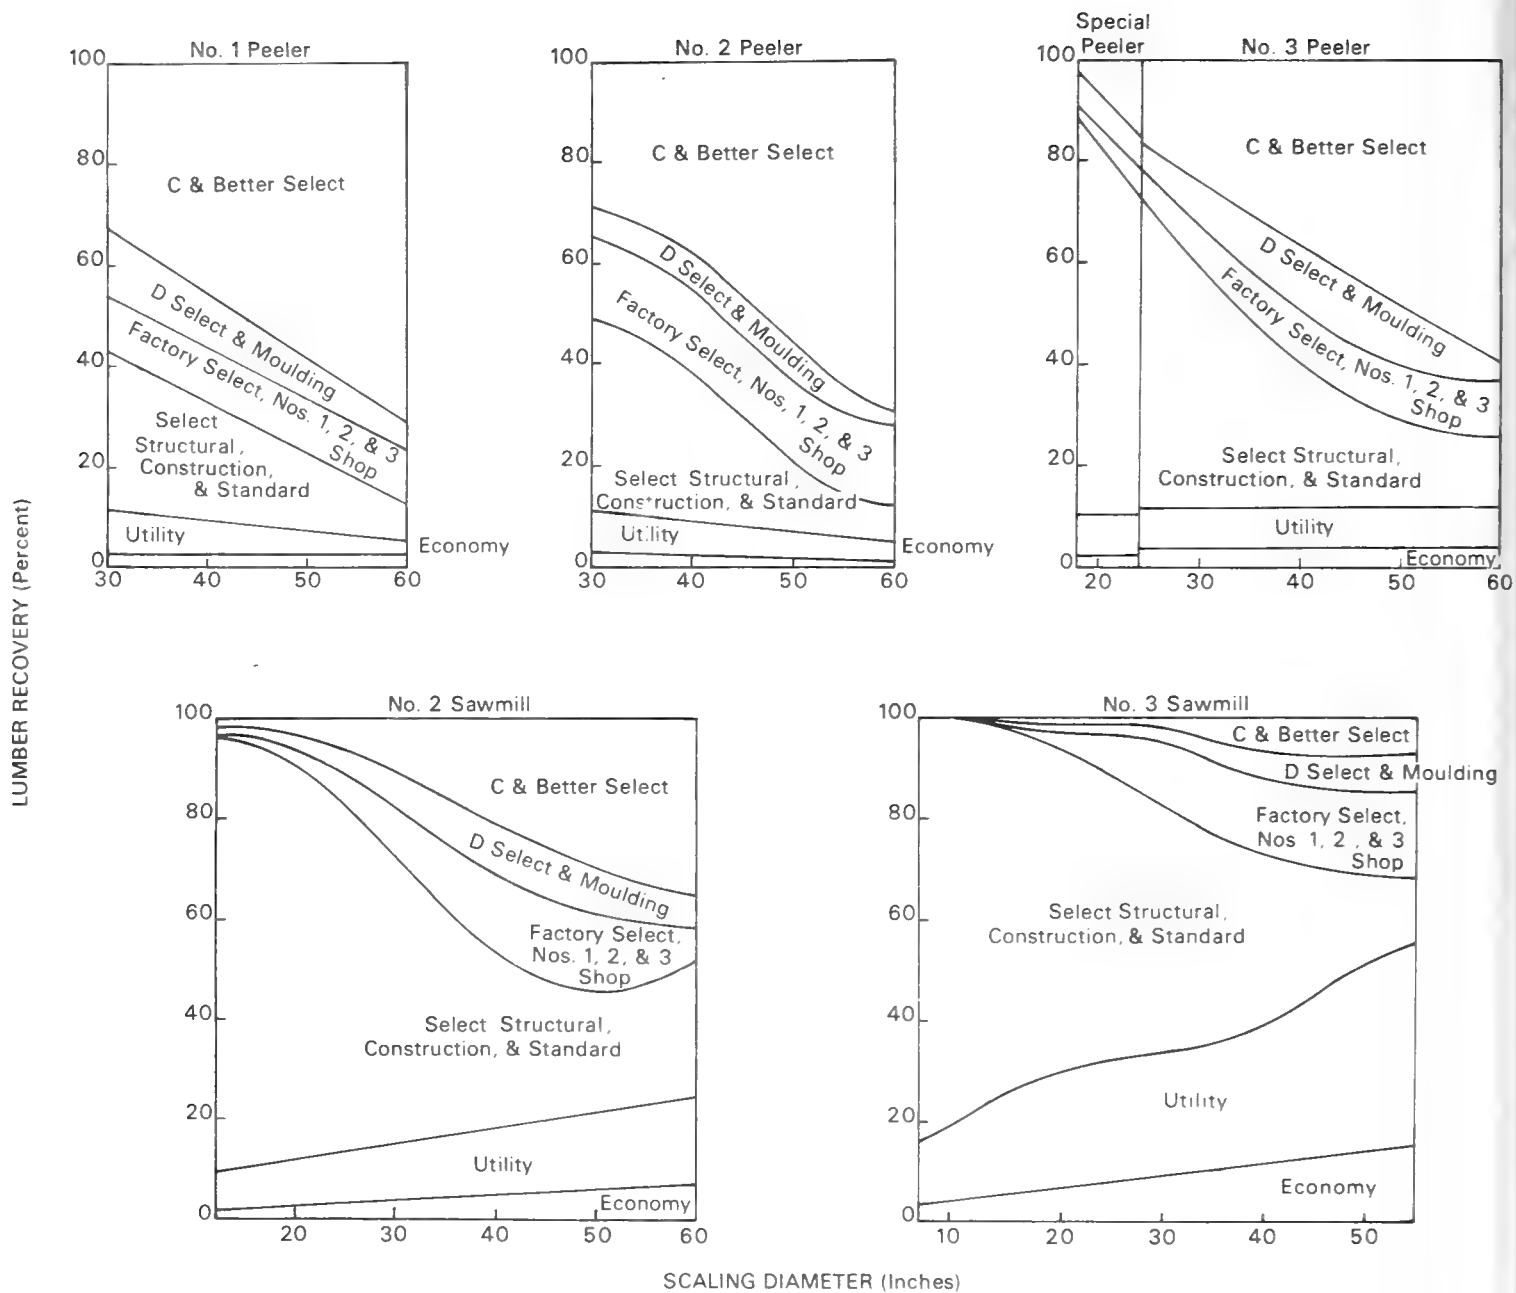 No. 1 Peeler
100
80
60
40
20
0
30 40 50 60
C & Better Select
D Select & Moulding
Factory Select, Nos. 1, 2, & 3
Shop
Select
Structural,
Construction,
& Standard
Utility
Economy
No. 2 Peeler
100
80
60
40
20
0
30 40 50 60
C & Better Select
D Select & Moulding
Factory Select, Nos, 1, 2, & 3
Shop
Select Structural,
Construction, & Standard
Utility
Economy
Special
Peeler
No. 3 Peeler
100
80
60
40
20
0
20 30 40 50 60
C & Better Select
D Select & Moulding
Factory Select, Nos. 1, 2, & 3
Shop
Select Structural,
Construction, & Standard
Utility
Economy
LUMBER RECOVERY (Percent)
No. 2 Sawmill
100
80
60
40
20
0
20 30 40 50 60
C & Better Select
D Select & Moulding
Factory Select,
Nos. 1, 2, & 3
Shop
Select Structural,
Construction, & Standard
Utility
Economy
No. 3 Sawmill
100
80
60
40
20
0
10 20 30 40 50
C & Better Select
D Select & Moulding
Factory Select,
Nos 1, 2, & 3
Shop
Select Structural,
Construction, & Standard
Utility
Economy
SCALING DIAMETER (Inches)